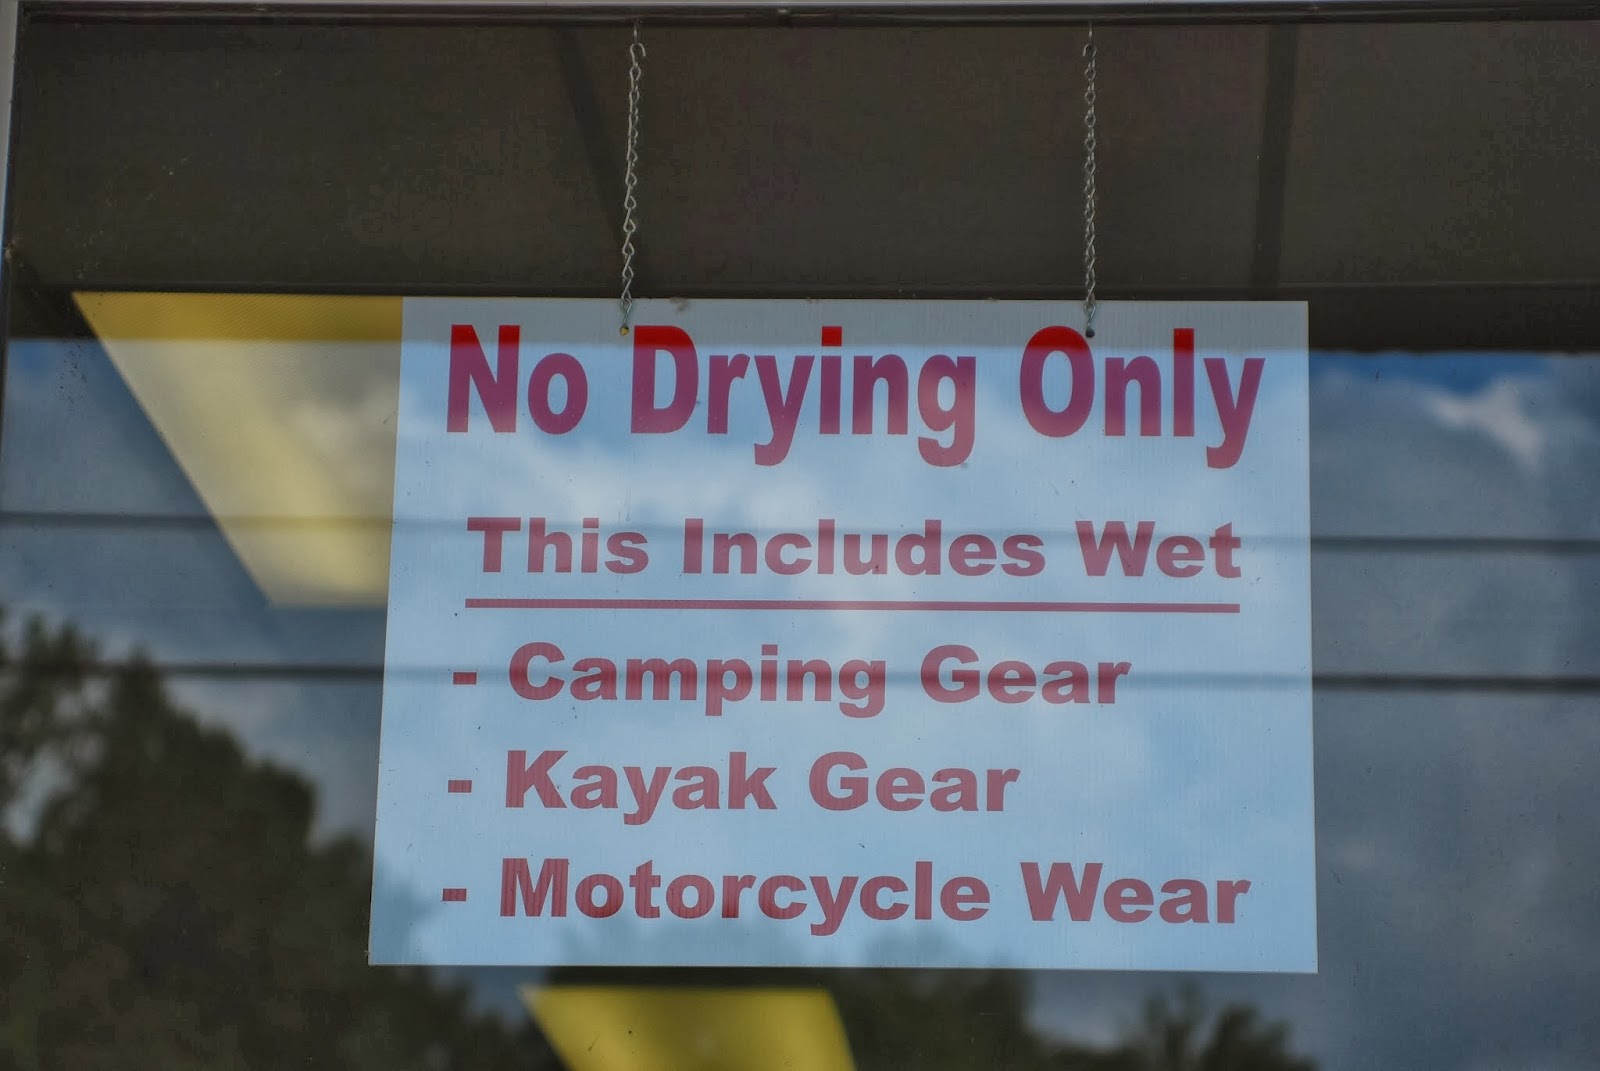 No Drying Only
This Includes Wet
- Camping Gear
- Kayak Gear
- Motorcycle Wear